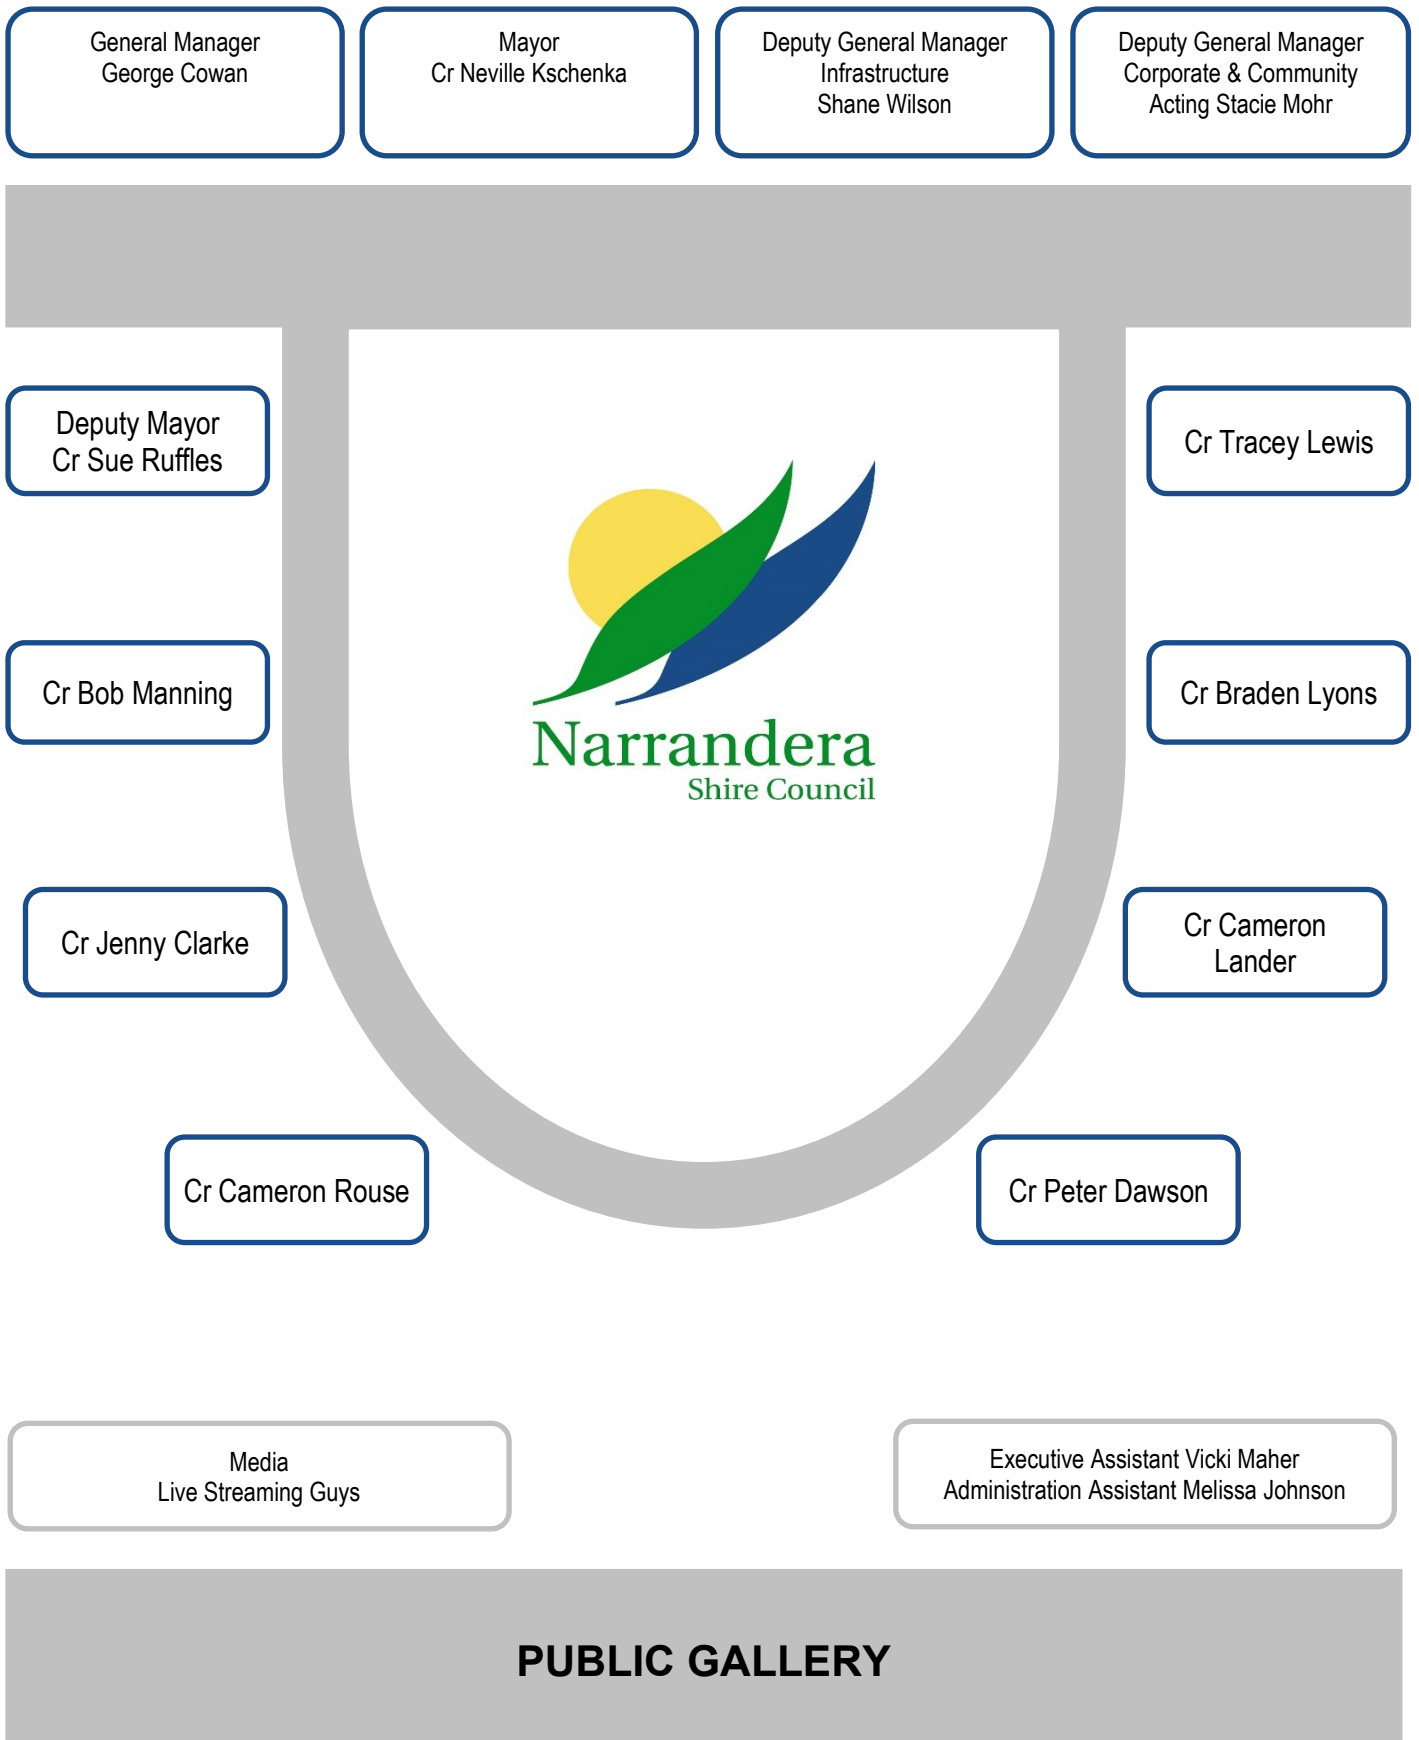 General Manager
George Cowan
Mayor
Cr Neville Kschenka
Deputy General Manager
Infrastructure
Shane Wilson
Deputy General Manager
Corporate & Community
Acting Stacie Mohr
Deputy Mayor
Cr Sue Ruffles
Cr Tracey Lewis
Narrandera
Shire Council
Cr Bob Manning
Cr Braden Lyons
Cr Jenny Clarke
Cr Cameron
Lander
Cr Cameron Rouse
Cr Peter Dawson
Media
Live Streaming Guys
Executive Assistant Vicki Maher
Administration Assistant Melissa Johnson
PUBLIC GALLERY